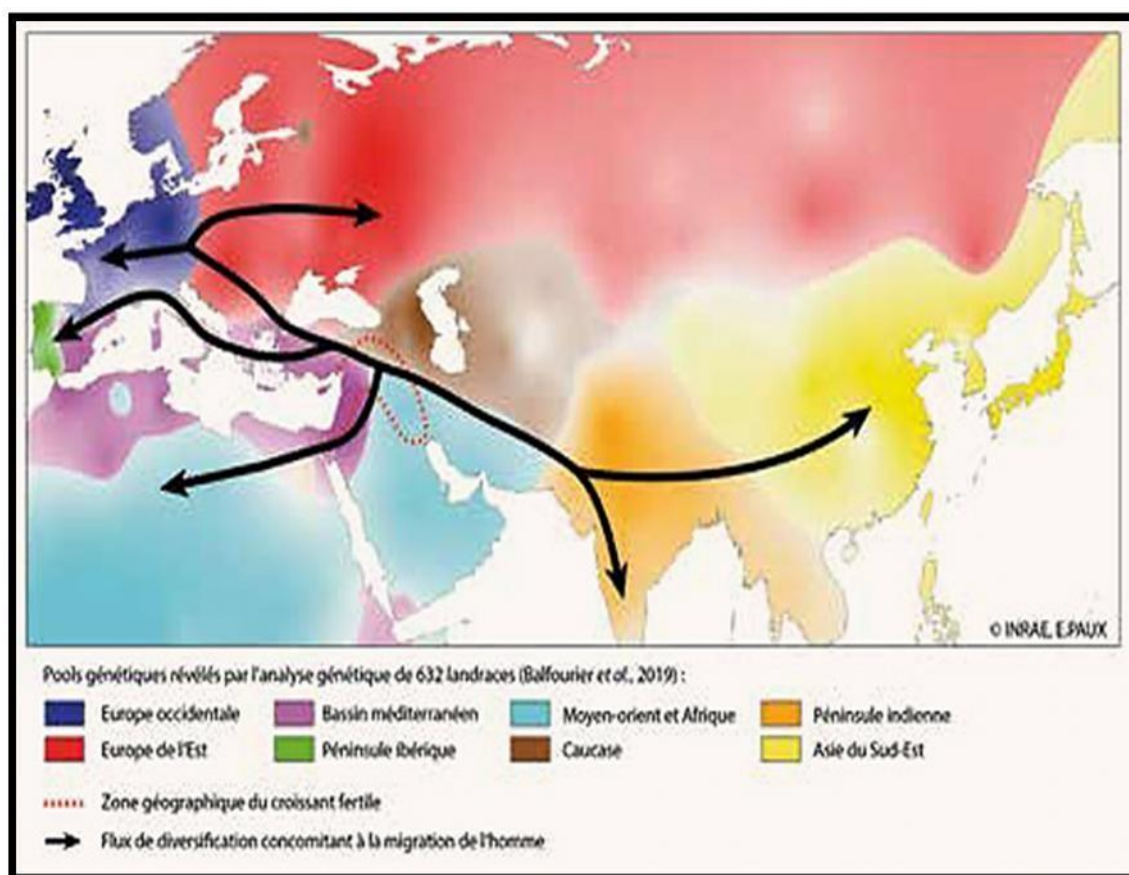 © INRAE, E.PAUX
Pools génétiques révélés par l'analyse génétique de 632 landraces (Balfourier et al., 2019) :
Europe occidentale
Bassin méditerranéen
Moyen-orient et Afrique
Péninsule indienne
Europe de l'Est
Péninsule ibérique
Caucase
Asie du Sud-Est
Zone géographique du croissant fertile
Flux de diversification concomitant à la migration de l'homme